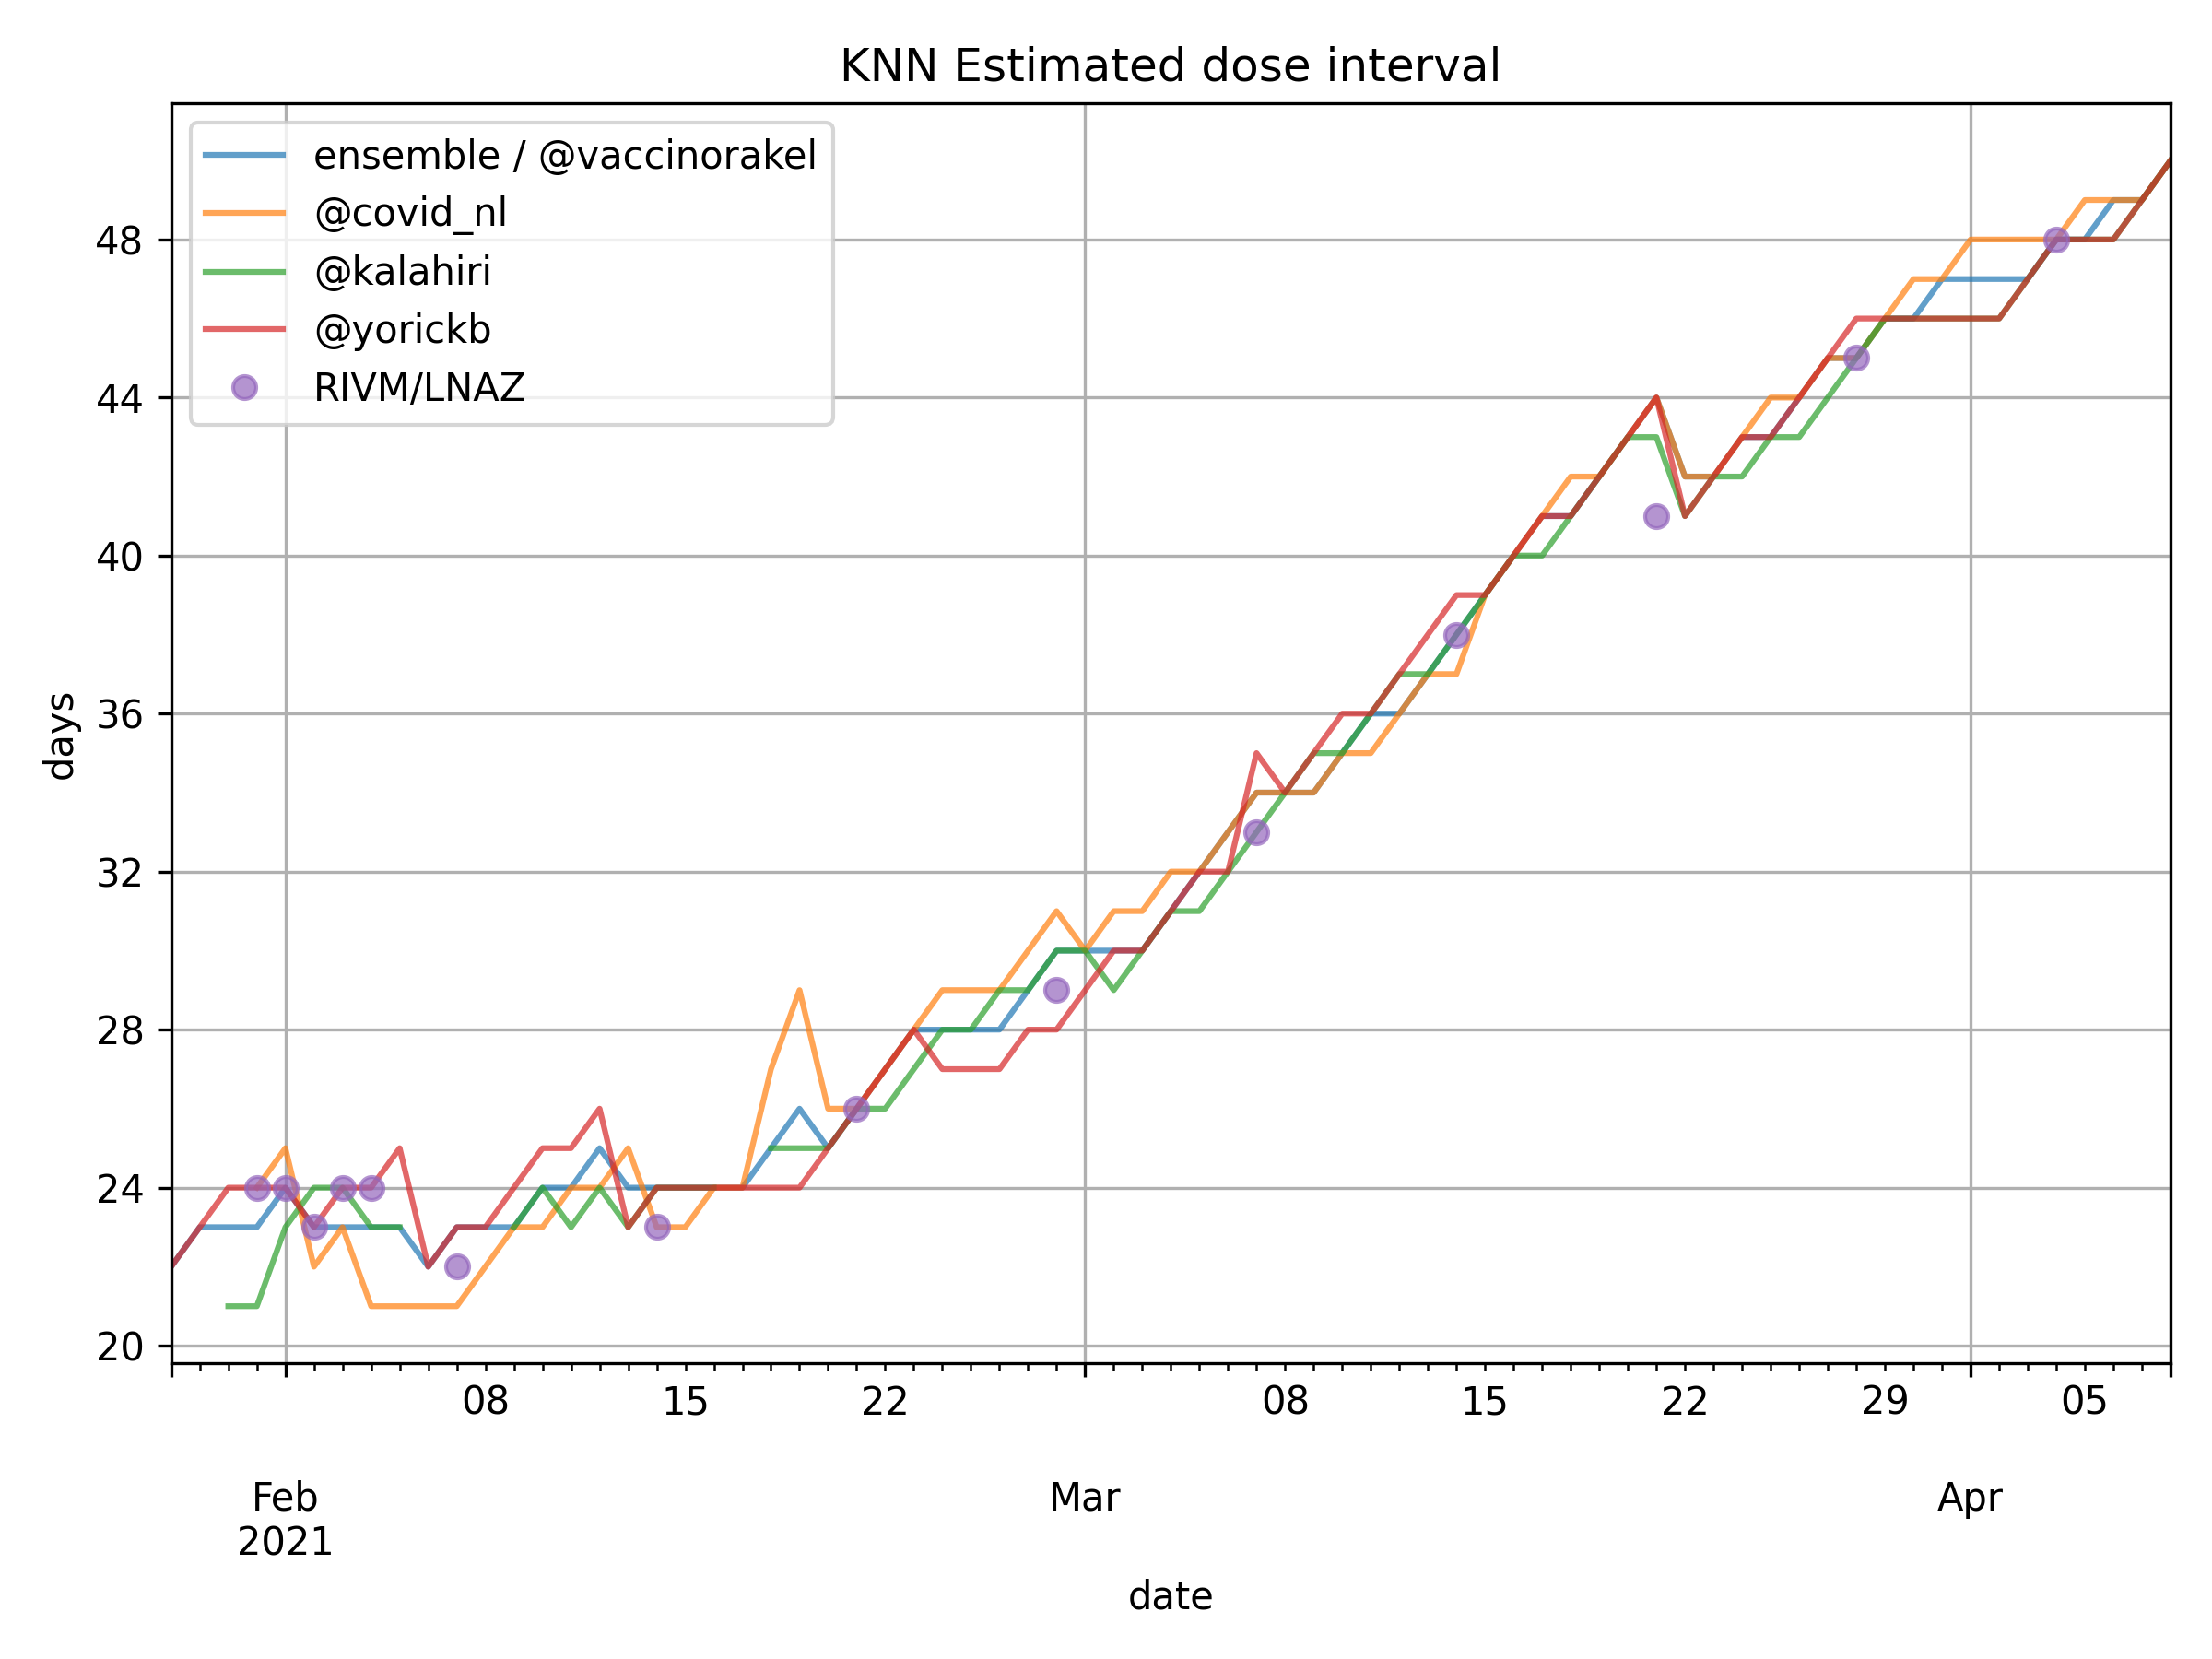 KNN Estimated dose interval
ensemble / @vaccinorakel
@covid_nl
@kalahiri
@yorickb
RIVM/LNAZ
48
44
40
36
32
28
24
20
days
08 15 22 08 15 22 29 05
Feb Mar Apr
2021
date